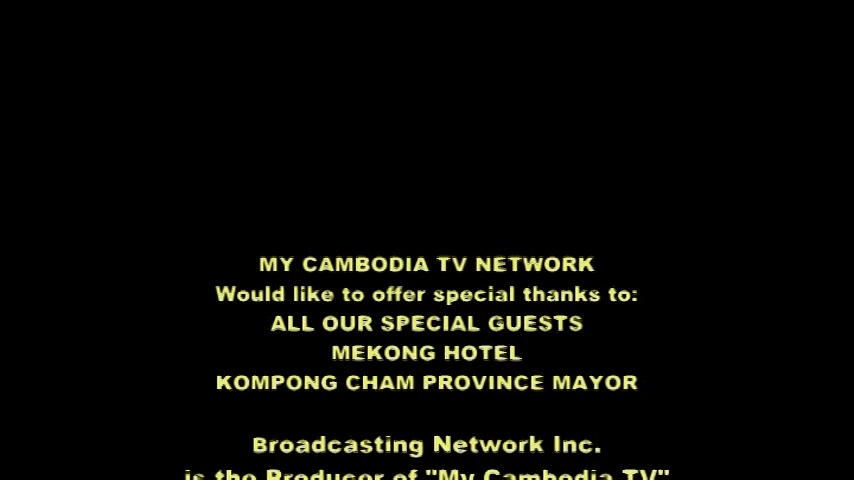 MY CAMBODIA TV NETWORK
Would like to offer special thanks to:
ALL OUR SPECIAL GUESTS
MEKONG HOTEL
KOMPONG CHAM PROVINCE MAYOR
Broadcasting Network Inc.
is the Producer of "My Cambodia TV"